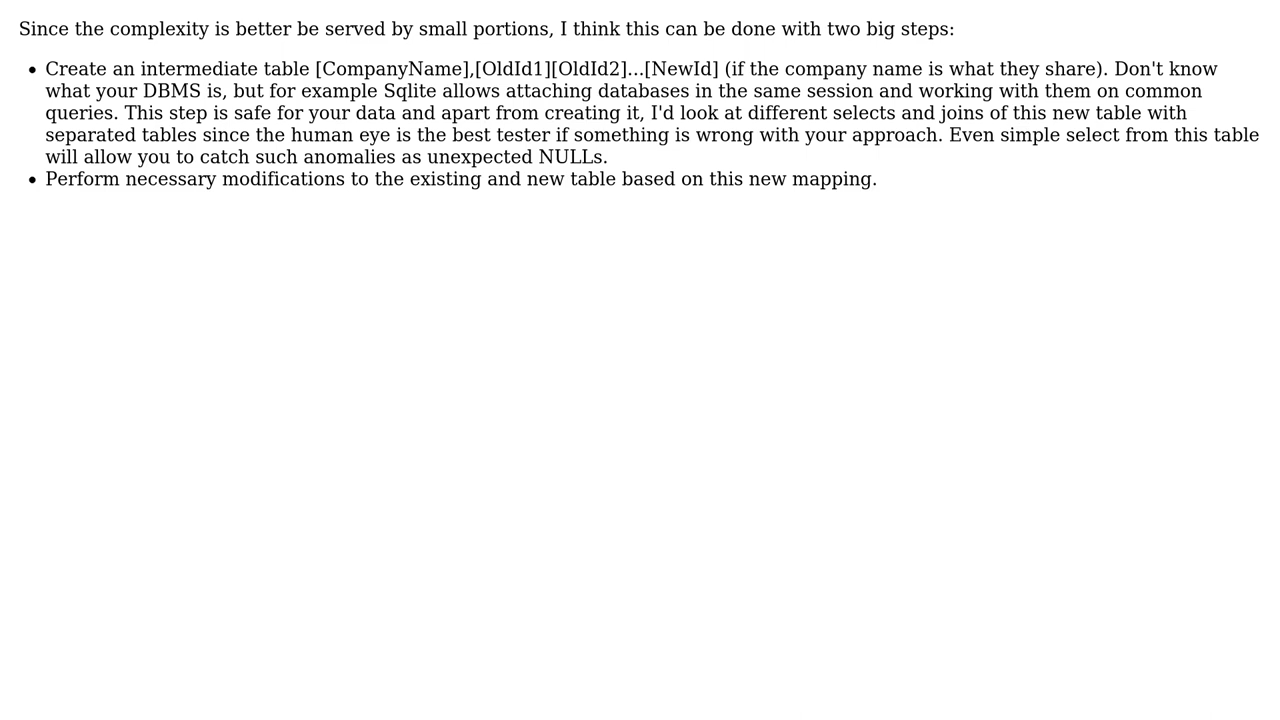 Since the complexity is better be served by small portions, I think this can be done with two big steps:
• Create an intermediate table [CompanyName],[OldId1][OldId2]...[NewId] (if the company name is what they share). Don't know
what your DBMS is, but for example Sqlite allows attaching databases in the same session and working with them on common
queries. This step is safe for your data and apart from creating it, I'd look at different selects and joins of this new table with
separated tables since the human eye is the best tester if something is wrong with your approach. Even simple select from this table
will allow you to catch such anomalies as unexpected NULLs.
• Perform necessary modifications to the existing and new table based on this new mapping.